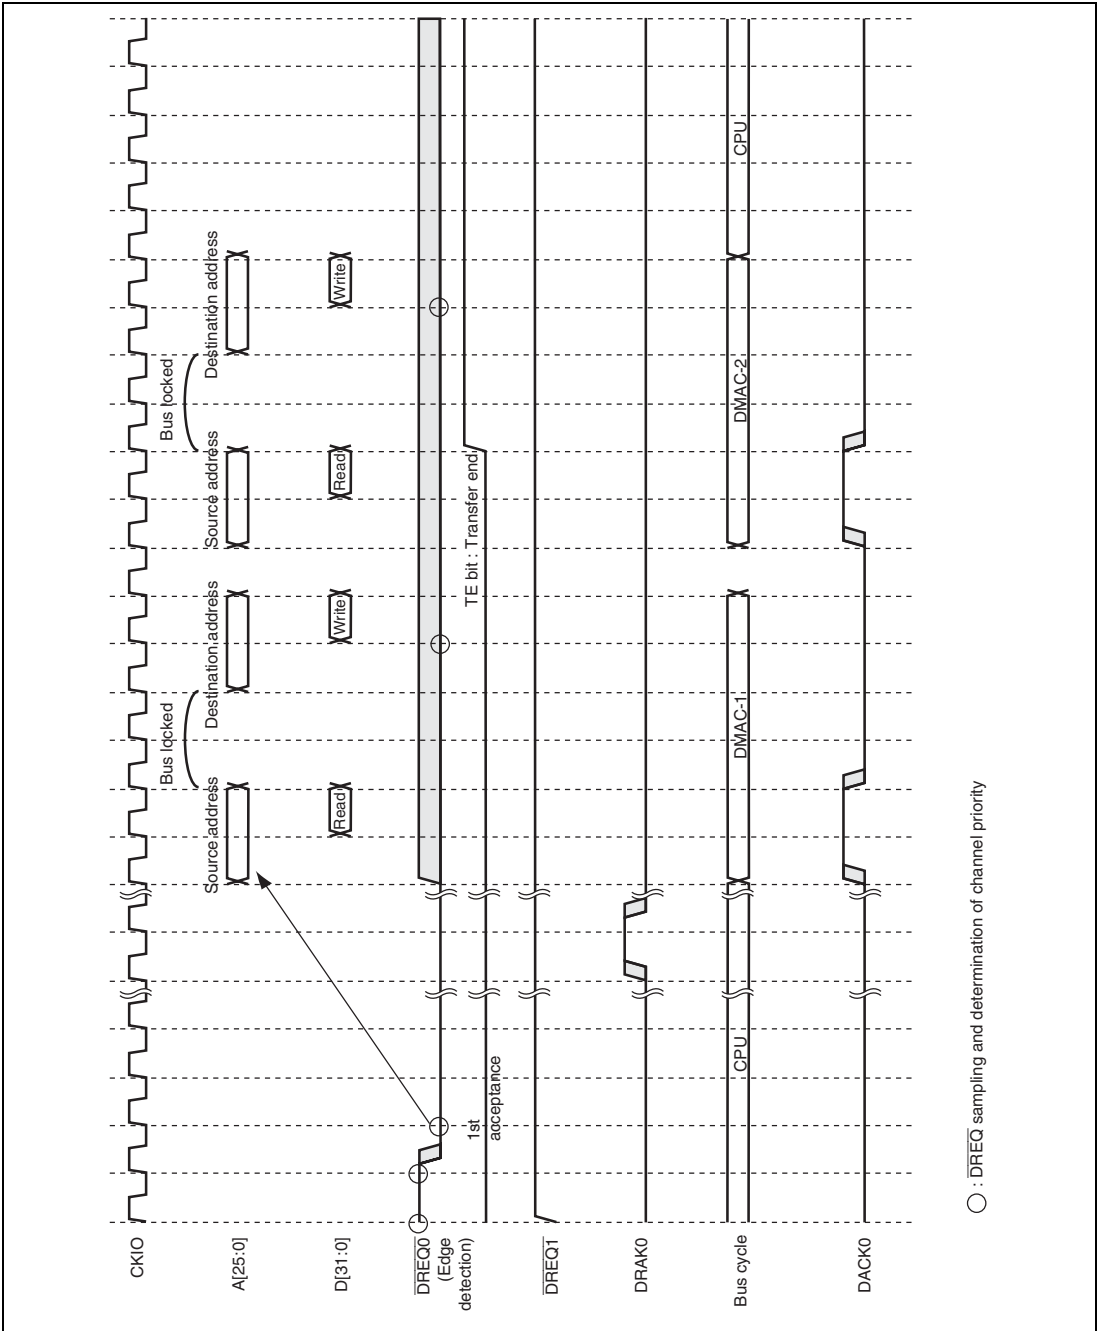 CKIO
Bus locked
Bus locked
Source address
Destination address
Source address
Destination address
A[25:0]
D[31:0]
Read
Write
Read
Write
DREQ0
(Edge
detection)
1st
acceptance
TE bit : Transfer end
DREQ1
DRAK0
Bus cycle
CPU
DMAC-1
DMAC-2
CPU
DACK0
: DREQ sampling and determination of channel priority